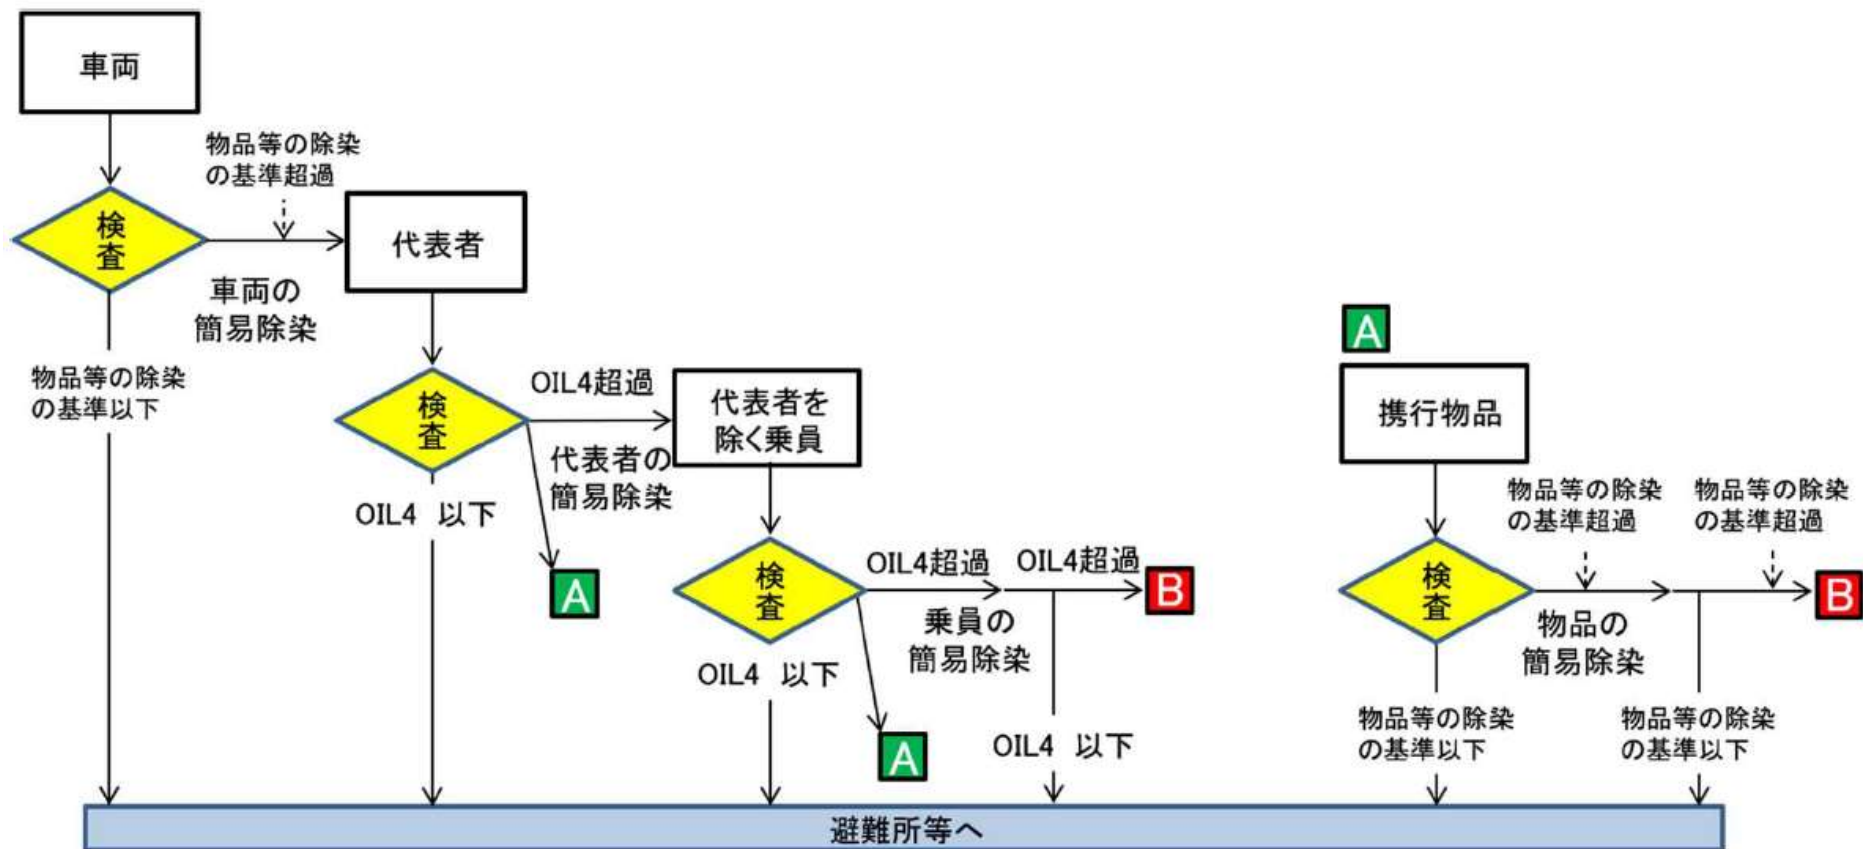 車両
物品等の除染
の基準超過
検
査
代表者
車両の
簡易除染
物品等の除染
の基準以下
検
査
OIL4超過
代表者を
除く乗員
代表者の
簡易除染
OIL4 以下
A
検
査
OIL4超過
OIL4超過
B
乗員の
簡易除染
OIL4 以下
A
OIL4 以下
A
携行物品
物品等の除染
の基準超過
物品等の除染
の基準超過
検
査
B
物品の
簡易除染
物品等の除染
の基準以下
物品等の除染
の基準以下
避難所等へ